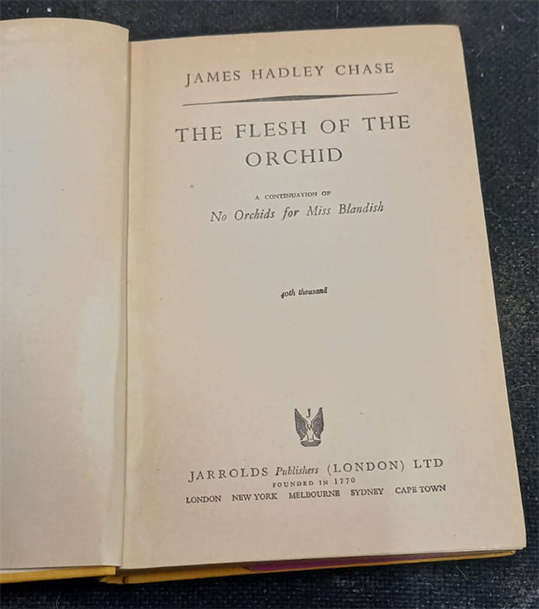 JAMES HADLEY CHASE
THE FLESH OF THE
ORCHID
A CONTINUATION OF
No Orchids for Miss Blandish
40th thousand
J
JARROLDS Publishers (LONDON) LTD
FOUNDED IN 1770
LONDON NEW YORK MELBOURNE SYDNEY CAPE TOWN